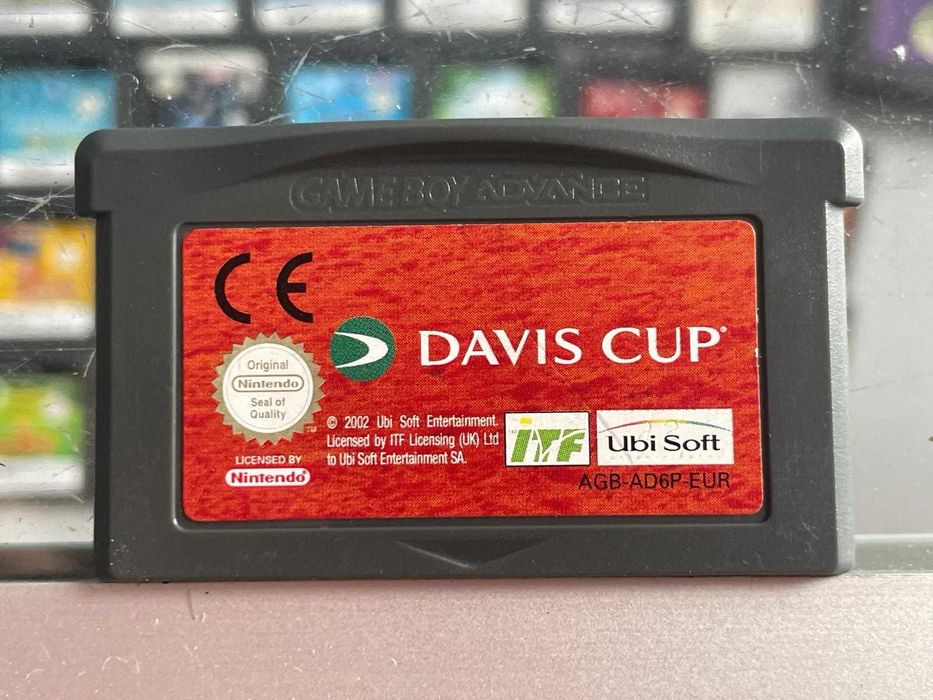 GAME BOY ADVANCE
CE
DAVIS CUP
Original
Nintendo
Seal of
Quality
© 2002 Ubi Soft Entertainment.
Licensed by ITF Licensing (UK) Ltd
to Ubi Soft Entertainment SA.
LICENSED BY
Nintendo
iTF
Ubi Soft
AGB-AD6P-EUR